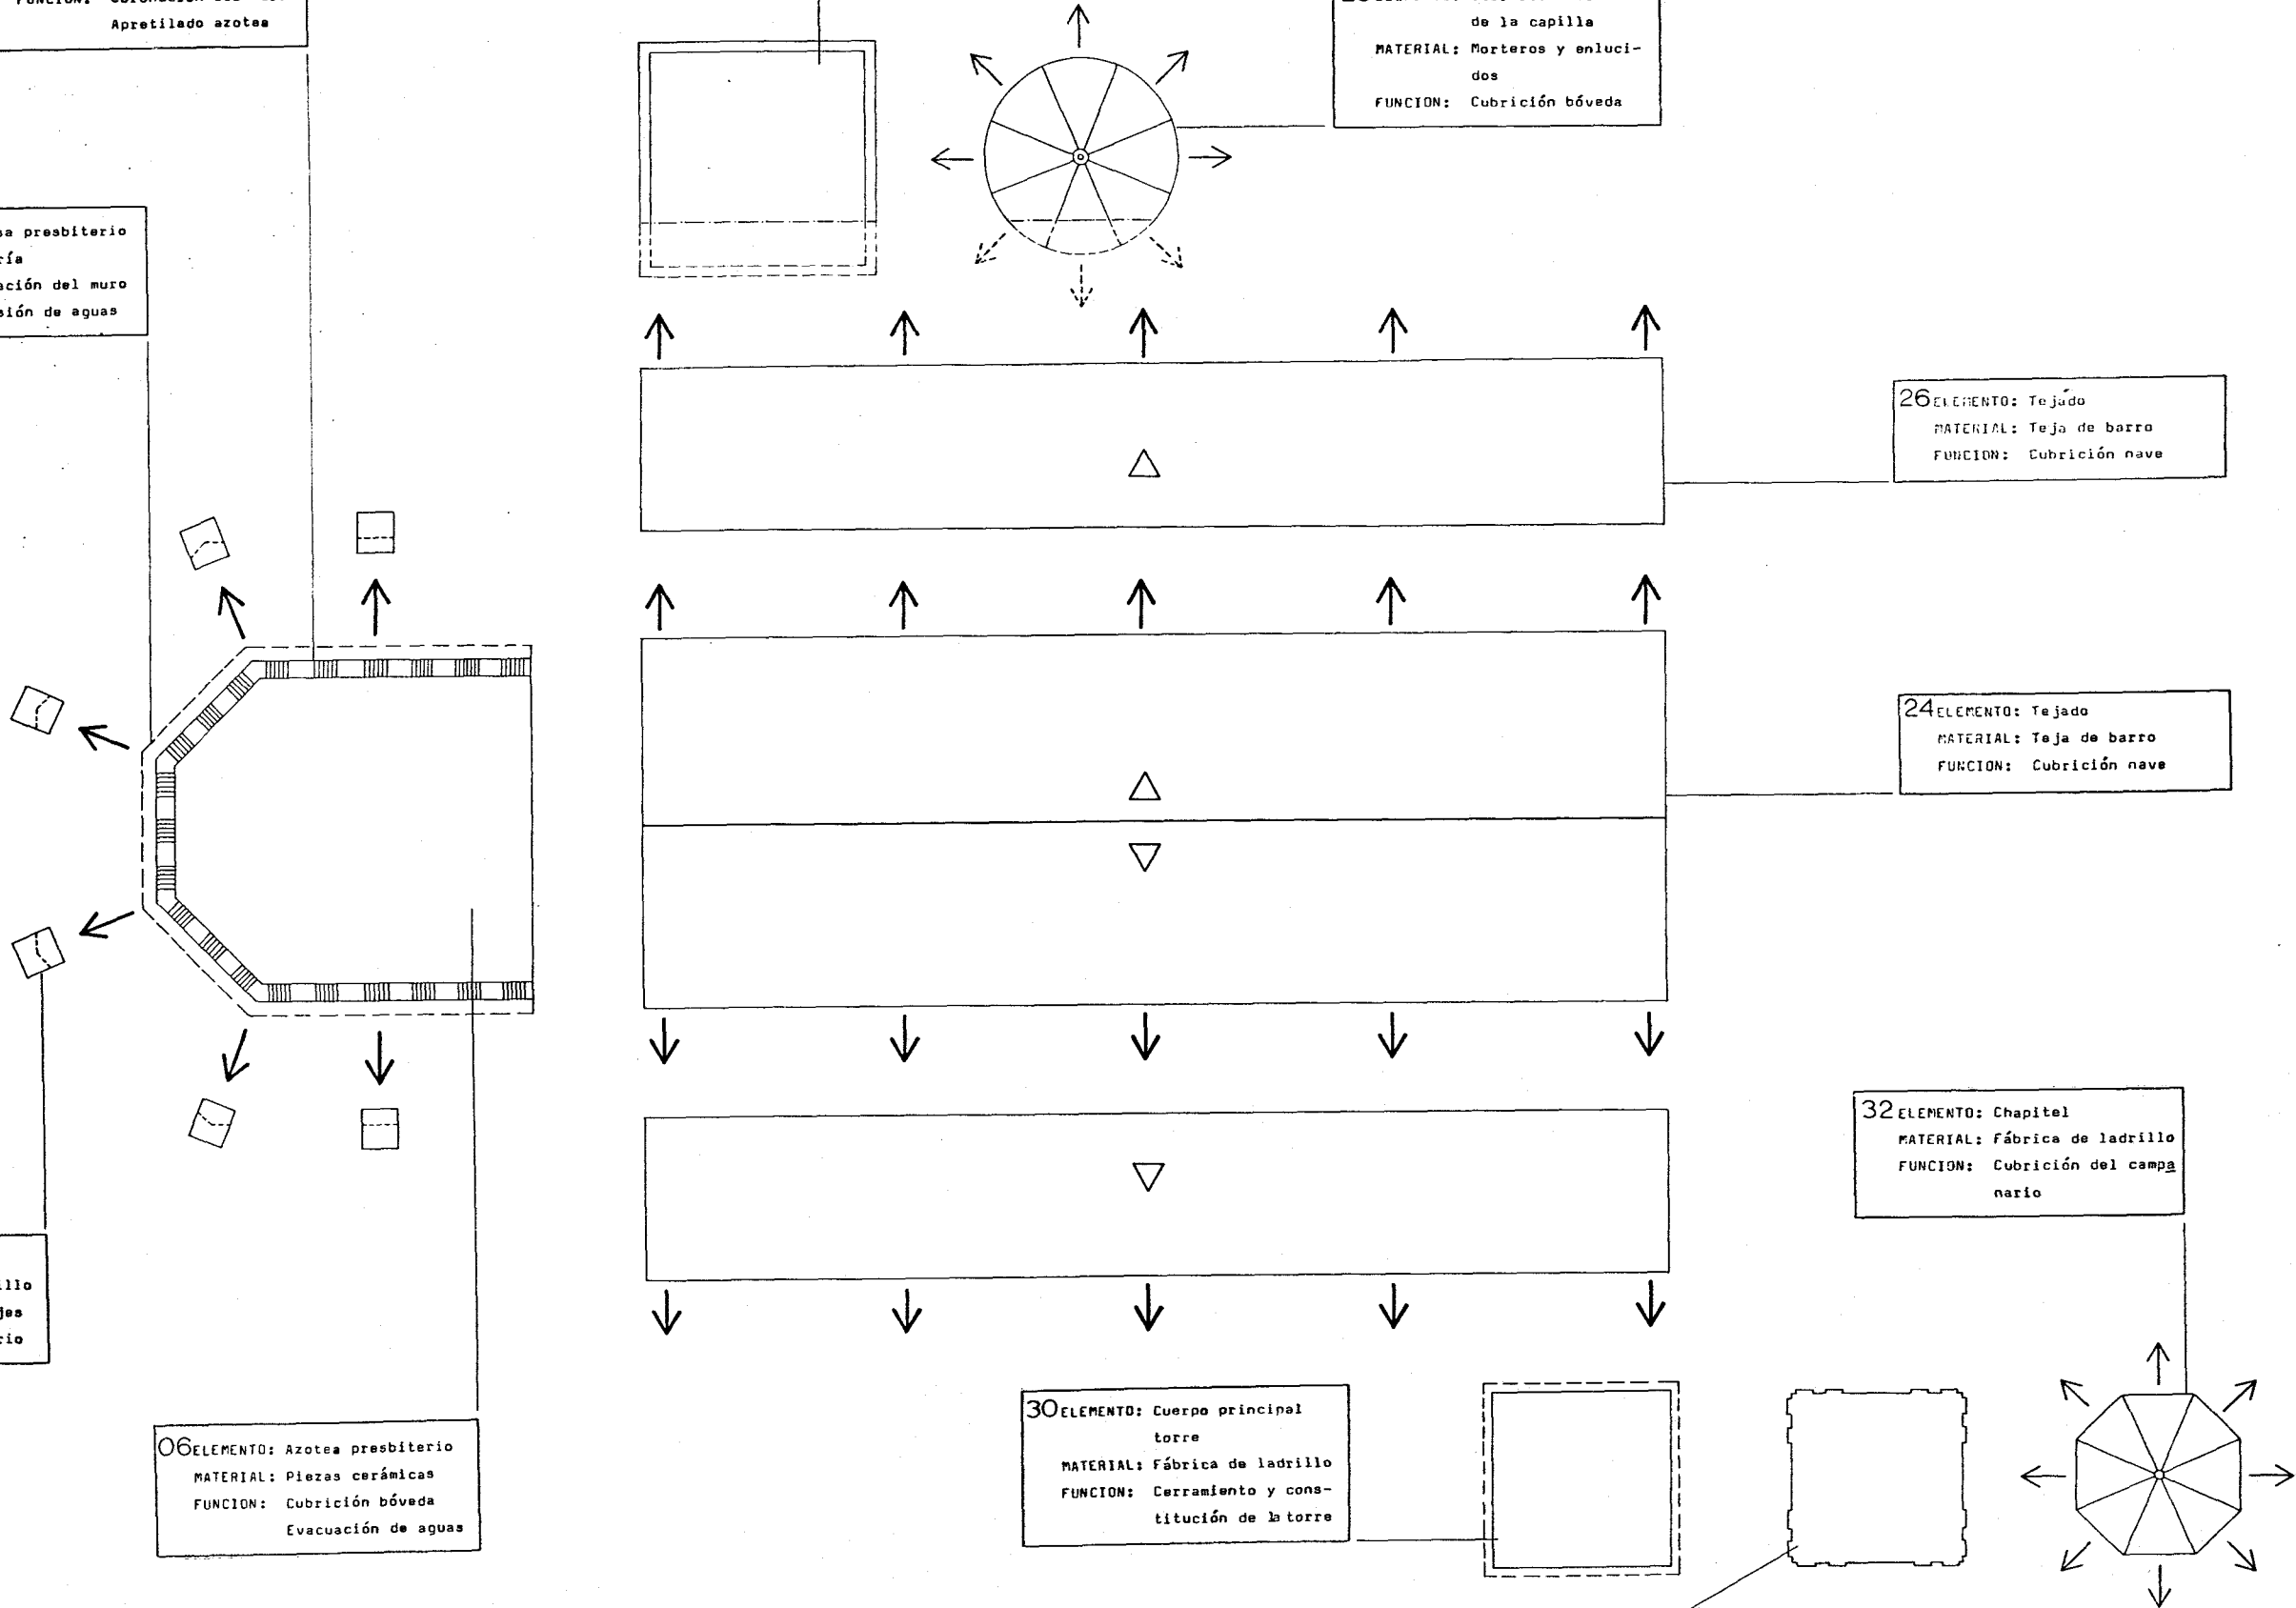 FUNCION:
Apretilado azotea
de la capilla
MATERIAL: Morteros y enluci-
dos
FUNCION: Cubrición bóveda
presbiterio
ación del muro
sión de aguas
26 ELEMENTO: Tejado
MATERIAL: Teja de barro
FUNCION: Cubrición nave
24 ELEMENTO: Tejado
MATERIAL: Teja de barro
FUNCION: Cubrición nave
32 ELEMENTO: Chapitel
MATERIAL: Fábrica de ladrillo
FUNCION: Cubrición del campa
nario
illo
jes
rio
30 ELEMENTO: Cuerpo principal
torre
MATERIAL: Fábrica de ladrillo
FUNCION: Cerramiento y cons-
titución de la torre
06 ELEMENTO: Azotea presbiterio
MATERIAL: Piezas cerámicas
FUNCION: Cubrición bóveda
Evacuación de aguas